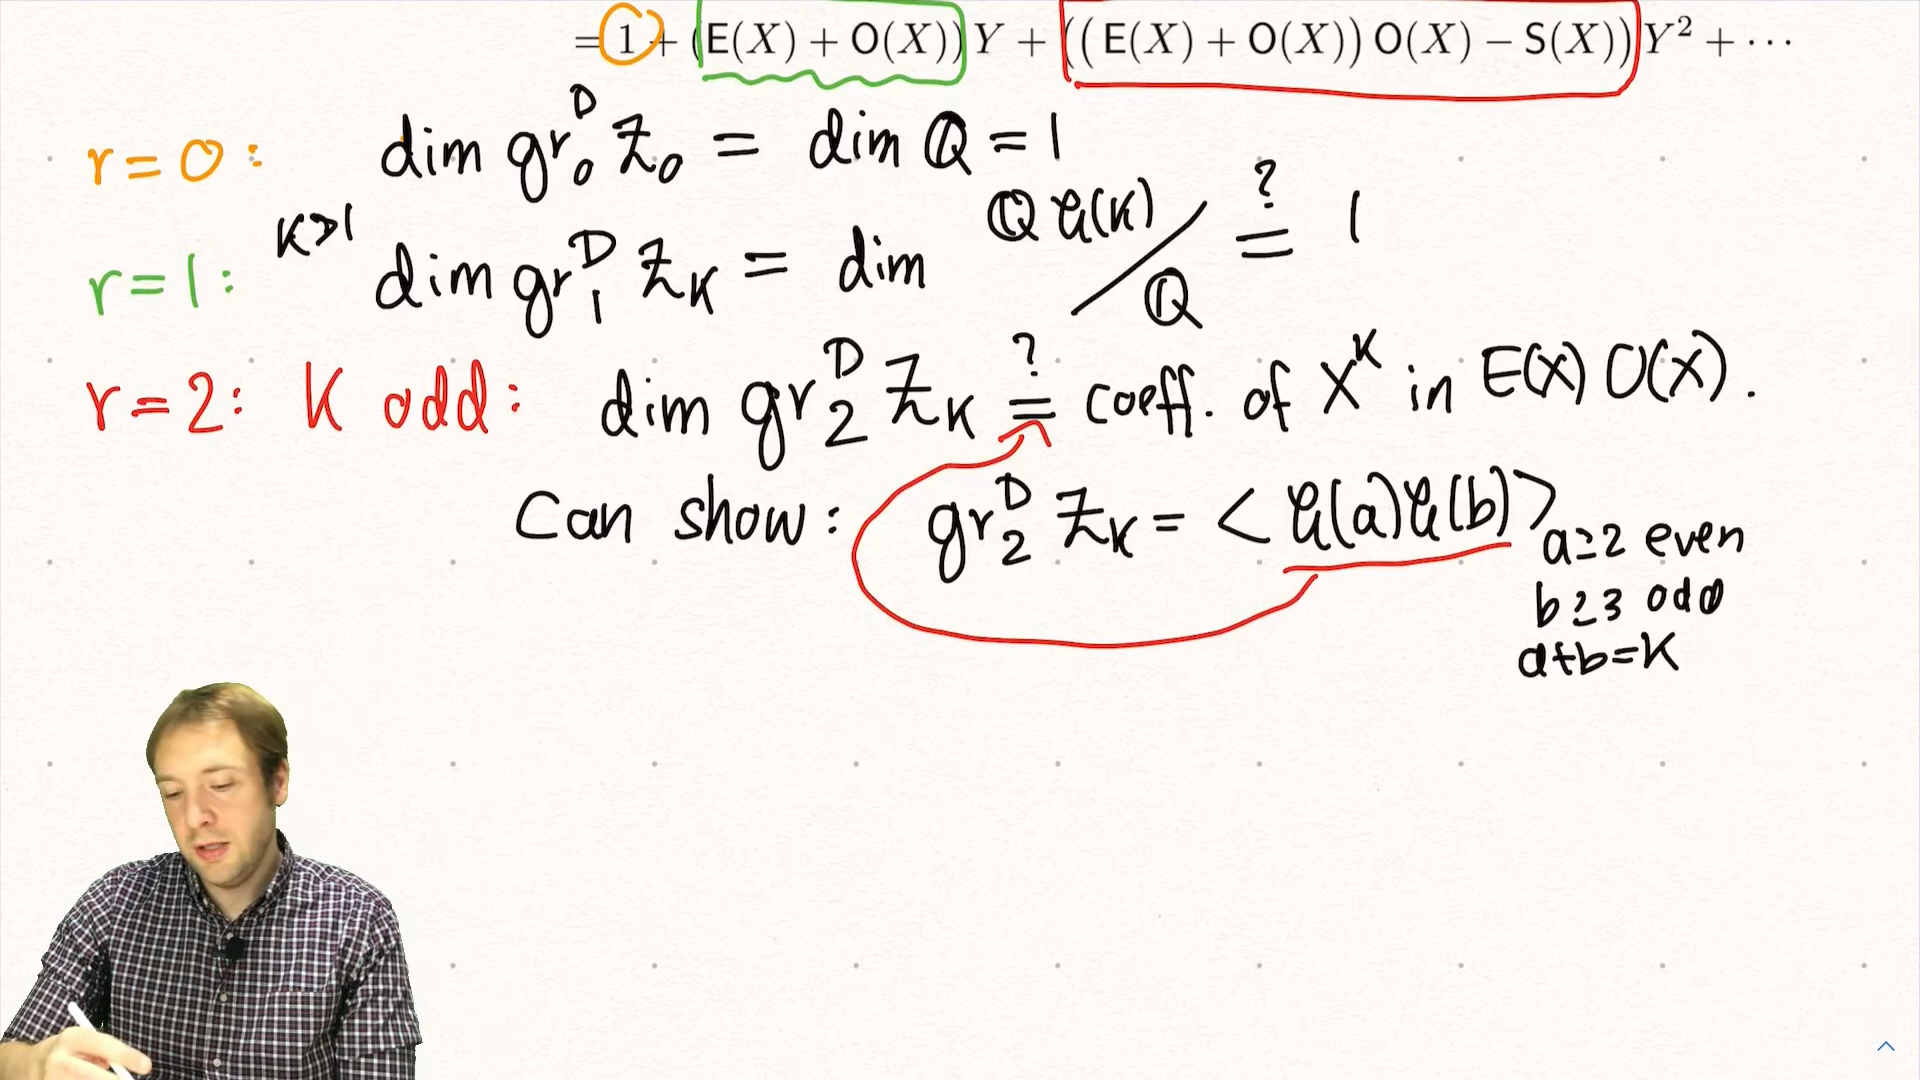 = 1 + (E(X) + O(X)) Y + ((E(X) + O(X)) O(X) − S(X)) Y² + ⋯
r = 0: dim gr₀ᴰ Z₀ = dim Q = 1
r = 1: K>1 dim gr₁ᴰ Z_K = dim Q ζ(K) / Q ?= 1
r = 2: K odd: dim gr₂ᴰ Z_K ?= coeff. of X^K in E(X) O(X).
Can show: gr₂ᴰ Z_K = < ζ(a) ζ(b) > a≥2 even
b≥3 odd
a+b=K